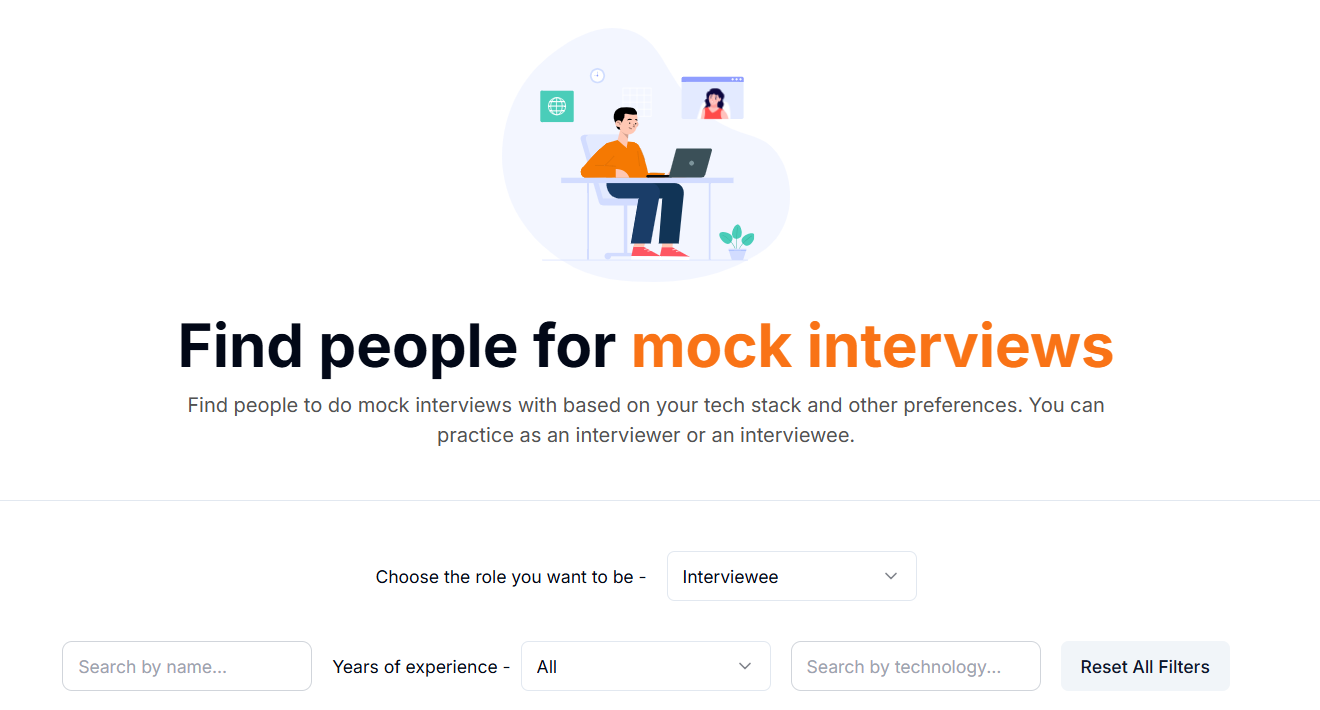 Find people for mock interviews
Find people to do mock interviews with based on your tech stack and other preferences. You can
practice as an interviewer or an interviewee.
Choose the role you want to be - Interviewee
Search by name... Years of experience - All Search by technology... Reset All Filters